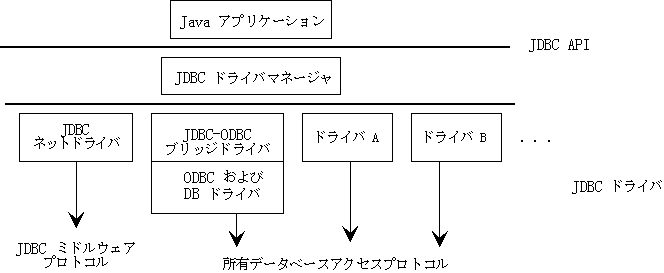 Java アプリケーション
JDBC API
JDBC ドライバマネージャ
JDBC
ネットドライバ
JDBC-ODBC
ブリッジドライバ
ODBC および
DB ドライバ
ドライバ A
ドライバ B
...
JDBC ドライバ
JDBC ミドルウェア
プロトコル
所有データベースアクセスプロトコル